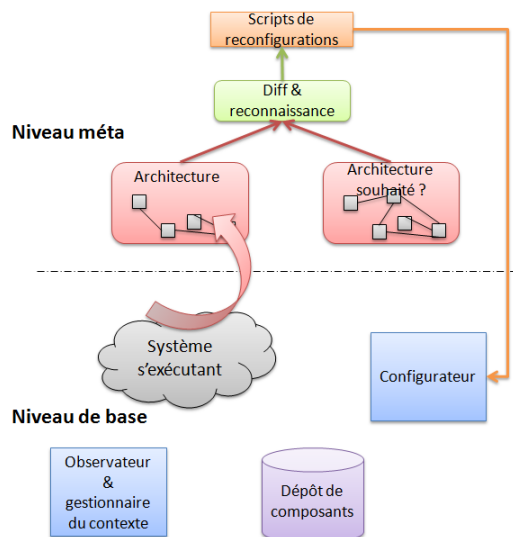 Scripts de
reconfigurations
Diff &
reconnaissance
Niveau méta
Architecture
Architecture
souhaité ?
Système
s'exécutant
Configurateur
Niveau de base
Observateur
&
gestionnaire
du contexte
Dépôt de
composants